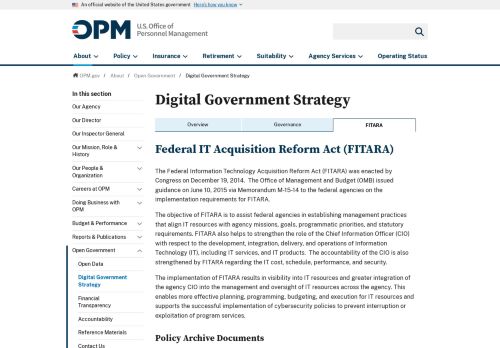 An official website of the United States government Here's how you know
OPM
U.S. Office of
Personnel Management
About Policy Insurance Retirement Suitability Agency Services Operating Status
OPM.gov / About / Open Government / Digital Government Strategy
In this section
Our Agency
Our Director
Our Inspector General
Our Mission, Role &
History
Our People &
Organization
Careers at OPM
Doing Business with
OPM
Budget & Performance
Reports & Publications
Open Government
Open Data
Digital Government
Strategy
Financial
Transparency
Accountability
Reference Materials
Contact Us
Digital Government Strategy
Overview Governance FITARA
Federal IT Acquisition Reform Act (FITARA)
The Federal Information Technology Acquisition Reform Act (FITARA) was enacted by
Congress on December 19, 2014. The Office of Management and Budget (OMB) issued
guidance on June 10, 2015 via Memorandum M-15-14 to the federal agencies on the
implementation requirements for FITARA.
The objective of FITARA is to assist federal agencies in establishing management practices
that align IT resources with agency missions, goals, programmatic priorities, and statutory
requirements. FITARA also helps to strengthen the role of the Chief Information Officer (CIO)
with respect to the development, integration, delivery, and operations of Information
Technology (IT), including IT services, and IT products. The accountability of the CIO is also
strengthened by FITARA regarding the IT cost, schedule, performance, and security.
The implementation of FITARA results in visibility into IT resources and greater integration of
the agency CIO into the management and oversight of IT resources across the agency. This
enables more effective planning, programming, budgeting, and execution for IT resources and
supports the successful implementation of cybersecurity policies to prevent interruption or
exploitation of program services.
Policy Archive Documents